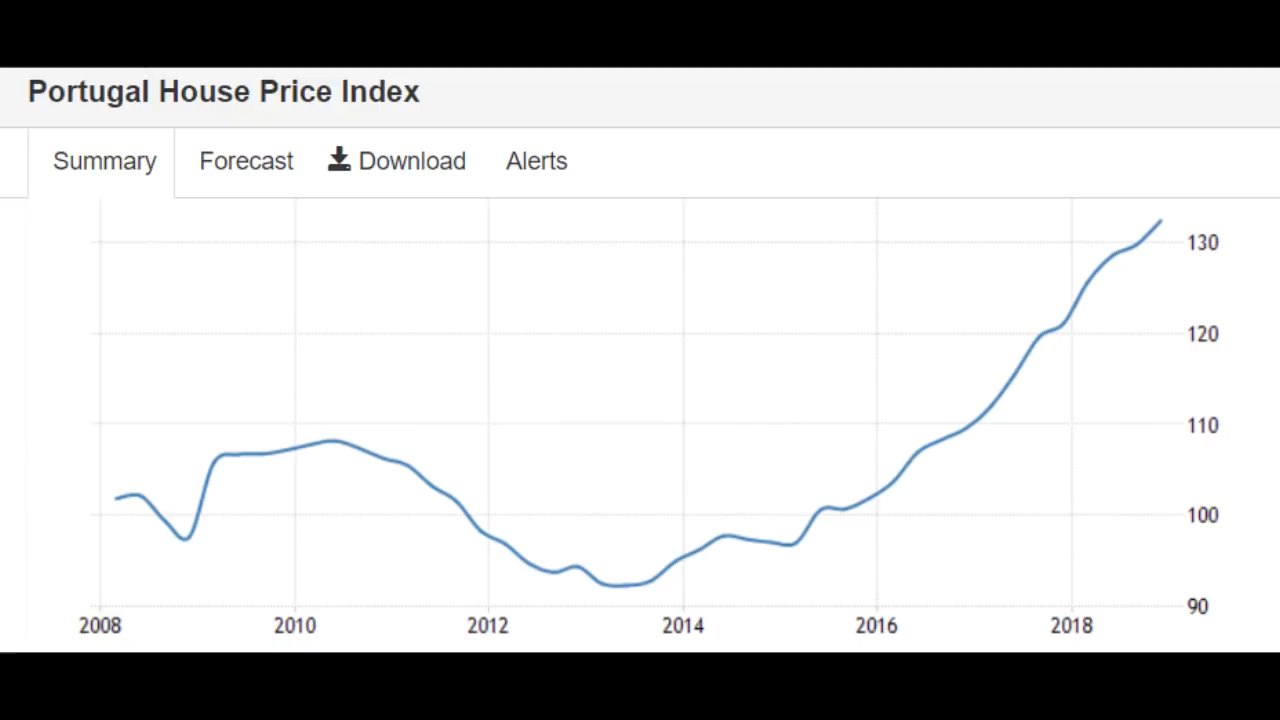 Portugal House Price Index
Summary Forecast Download Alerts
130
120
110
100
90
2008 2010 2012 2014 2016 2018